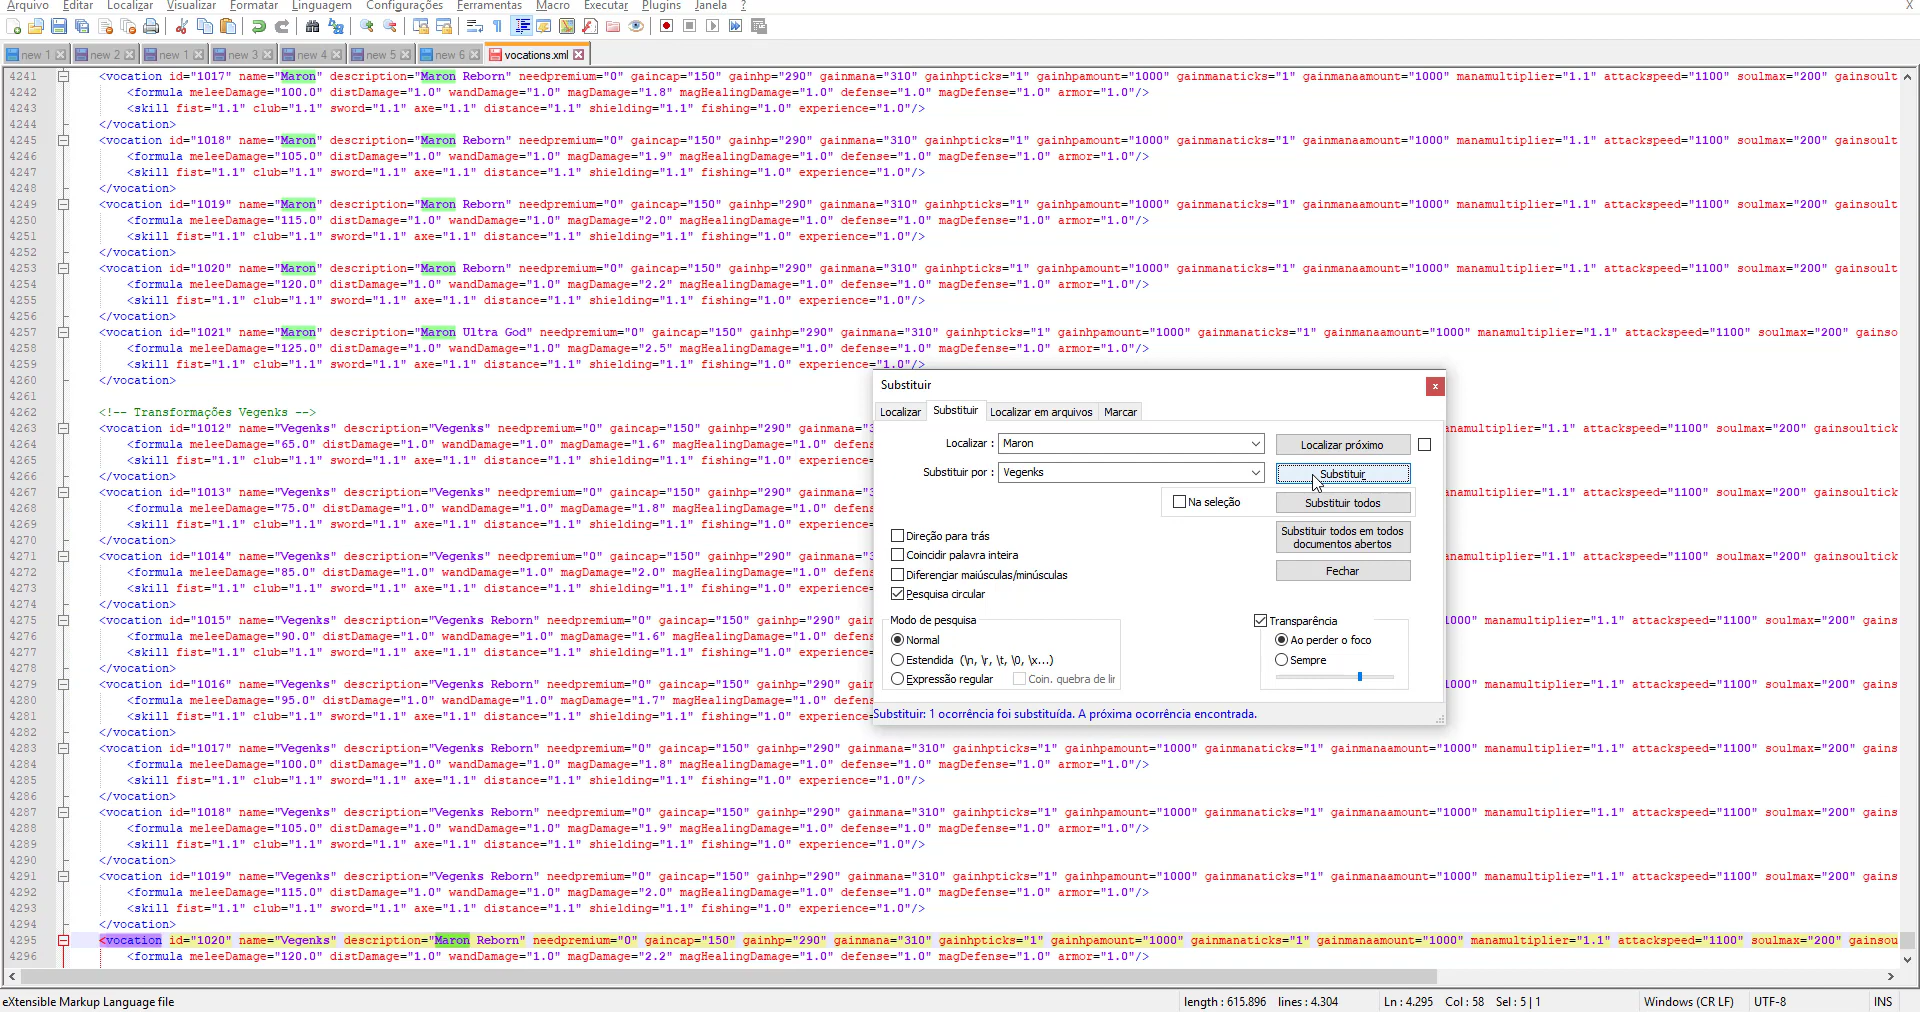 Arquivo Editar Localizar Visualizar Formatar Linguagem Configurações Ferramentas Macro Executar Plugins Janela ? X
new 1 new 2 new 1 new 3 new 4 new 5 new 6 vocations.xml
4241 <vocation id="1017" name="Maron" description="Maron Reborn" needpremium="0" gaincap="150" gainhp="290" gainmana="310" gainhpticks="1" gainhpamount="1000" gainmanaticks="1" gainmanaamount="1000" manamultiplier="1.1" attackspeed="1100" soulmax="200" gainsoult
4242 <formula meleeDamage="100.0" distDamage="1.0" wandDamage="1.0" magDamage="1.8" magHealingDamage="1.0" defense="1.0" magDefense="1.0" armor="1.0"/>
4243 <skill fist="1.1" club="1.1" sword="1.1" axe="1.1" distance="1.1" shielding="1.1" fishing="1.0" experience="1.0"/>
4244 </vocation>
4245 <vocation id="1018" name="Maron" description="Maron Reborn" needpremium="0" gaincap="150" gainhp="290" gainmana="310" gainhpticks="1" gainhpamount="1000" gainmanaticks="1" gainmanaamount="1000" manamultiplier="1.1" attackspeed="1100" soulmax="200" gainsoult
4246 <formula meleeDamage="105.0" distDamage="1.0" wandDamage="1.0" magDamage="1.9" magHealingDamage="1.0" defense="1.0" magDefense="1.0" armor="1.0"/>
4247 <skill fist="1.1" club="1.1" sword="1.1" axe="1.1" distance="1.1" shielding="1.1" fishing="1.0" experience="1.0"/>
4248 </vocation>
4249 <vocation id="1019" name="Maron" description="Maron Reborn" needpremium="0" gaincap="150" gainhp="290" gainmana="310" gainhpticks="1" gainhpamount="1000" gainmanaticks="1" gainmanaamount="1000" manamultiplier="1.1" attackspeed="1100" soulmax="200" gainsoult
4250 <formula meleeDamage="115.0" distDamage="1.0" wandDamage="1.0" magDamage="2.0" magHealingDamage="1.0" defense="1.0" magDefense="1.0" armor="1.0"/>
4251 <skill fist="1.1" club="1.1" sword="1.1" axe="1.1" distance="1.1" shielding="1.1" fishing="1.0" experience="1.0"/>
4252 </vocation>
4253 <vocation id="1020" name="Maron" description="Maron Reborn" needpremium="0" gaincap="150" gainhp="290" gainmana="310" gainhpticks="1" gainhpamount="1000" gainmanaticks="1" gainmanaamount="1000" manamultiplier="1.1" attackspeed="1100" soulmax="200" gainsoult
4254 <formula meleeDamage="120.0" distDamage="1.0" wandDamage="1.0" magDamage="2.2" magHealingDamage="1.0" defense="1.0" magDefense="1.0" armor="1.0"/>
4255 <skill fist="1.1" club="1.1" sword="1.1" axe="1.1" distance="1.1" shielding="1.1" fishing="1.0" experience="1.0"/>
4256 </vocation>
4257 <vocation id="1021" name="Maron" description="Maron Ultra God" needpremium="0" gaincap="150" gainhp="290" gainmana="310" gainhpticks="1" gainhpamount="1000" gainmanaticks="1" gainmanaamount="1000" manamultiplier="1.1" attackspeed="1100" soulmax="200" gainso
4258 <formula meleeDamage="125.0" distDamage="1.0" wandDamage="1.0" magDamage="2.5" magHealingDamage="1.0" defense="1.0" magDefense="1.0" armor="1.0"/>
4259 <skill fist="1.1" club="1.1" sword="1.1" axe="1.1" distance="1.1" shielding="1.1" fishing="1.0" experience="1.0"/>
4260 </vocation>
4261
4262 <!-- Transformações Vegenks -->
4263 <vocation id="1012" name="Vegenks" description="Vegenks" needpremium="0" gaincap="150" gainhp="290" gainmana="3 anamultiplier="1.1" attackspeed="1100" soulmax="200" gainsoultick
4264 <formula meleeDamage="65.0" distDamage="1.0" wandDamage="1.0" magDamage="1.6" magHealingDamage="1.0" defens
4265 <skill fist="1.1" club="1.1" sword="1.1" axe="1.1" distance="1.1" shielding="1.1" fishing="1.0" experience=
4266 </vocation>
4267 <vocation id="1013" name="Vegenks" description="Vegenks" needpremium="0" gaincap="150" gainhp="290" gainmana="3 anamultiplier="1.1" attackspeed="1100" soulmax="200" gainsoultick
4268 <formula meleeDamage="75.0" distDamage="1.0" wandDamage="1.0" magDamage="1.8" magHealingDamage="1.0" defens
4269 <skill fist="1.1" club="1.1" sword="1.1" axe="1.1" distance="1.1" shielding="1.1" fishing="1.0" experience=
4270 </vocation>
4271 <vocation id="1014" name="Vegenks" description="Vegenks" needpremium="0" gaincap="150" gainhp="290" gainmana="3 anamultiplier="1.1" attackspeed="1100" soulmax="200" gainsoultick
4272 <formula meleeDamage="85.0" distDamage="1.0" wandDamage="1.0" magDamage="2.0" magHealingDamage="1.0" defens
4273 <skill fist="1.1" club="1.1" sword="1.1" axe="1.1" distance="1.1" shielding="1.1" fishing="1.0" experience=
4274 </vocation>
4275 <vocation id="1015" name="Vegenks" description="Vegenks Reborn" needpremium="0" gaincap="150" gainhp="290" gain namultiplier="1.1" attackspeed="1100" soulmax="200" gainsoultick
4276 <formula meleeDamage="90.0" distDamage="1.0" wandDamage="1.0" magDamage="1.6" magHealingDamage="1.0" defens
4277 <skill fist="1.1" club="1.1" sword="1.1" axe="1.1" distance="1.1" shielding="1.1" fishing="1.0" experience=
4278 </vocation>
4279 <vocation id="1016" name="Vegenks" description="Vegenks Reborn" needpremium="0" gaincap="150" gainhp="290" gain namultiplier="1.1" attackspeed="1100" soulmax="200" gainsoultick
4280 <formula meleeDamage="95.0" distDamage="1.0" wandDamage="1.0" magDamage="1.7" magHealingDamage="1.0" defens
4281 <skill fist="1.1" club="1.1" sword="1.1" axe="1.1" distance="1.1" shielding="1.1" fishing="1.0" experience=
4282 </vocation>
4283 <vocation id="1017" name="Vegenks" description="Vegenks Reborn" needpremium="0" gaincap="150" gainhp="290" gainmana="310" gainhpticks="1" gainhpamount="1000" gainmanaticks="1" gainmanaamount="1000" manamultiplier="1.1" attackspeed="1100" soulmax="200" gains
4284 <formula meleeDamage="100.0" distDamage="1.0" wandDamage="1.0" magDamage="1.8" magHealingDamage="1.0" defense="1.0" magDefense="1.0" armor="1.0"/>
4285 <skill fist="1.1" club="1.1" sword="1.1" axe="1.1" distance="1.1" shielding="1.1" fishing="1.0" experience="1.0"/>
4286 </vocation>
4287 <vocation id="1018" name="Vegenks" description="Vegenks Reborn" needpremium="0" gaincap="150" gainhp="290" gainmana="310" gainhpticks="1" gainhpamount="1000" gainmanaticks="1" gainmanaamount="1000" manamultiplier="1.1" attackspeed="1100" soulmax="200" gains
4288 <formula meleeDamage="105.0" distDamage="1.0" wandDamage="1.0" magDamage="1.9" magHealingDamage="1.0" defense="1.0" magDefense="1.0" armor="1.0"/>
4289 <skill fist="1.1" club="1.1" sword="1.1" axe="1.1" distance="1.1" shielding="1.1" fishing="1.0" experience="1.0"/>
4290 </vocation>
4291 <vocation id="1019" name="Vegenks" description="Vegenks Reborn" needpremium="0" gaincap="150" gainhp="290" gainmana="310" gainhpticks="1" gainhpamount="1000" gainmanaticks="1" gainmanaamount="1000" manamultiplier="1.1" attackspeed="1100" soulmax="200" gains
4292 <formula meleeDamage="115.0" distDamage="1.0" wandDamage="1.0" magDamage="2.0" magHealingDamage="1.0" defense="1.0" magDefense="1.0" armor="1.0"/>
4293 <skill fist="1.1" club="1.1" sword="1.1" axe="1.1" distance="1.1" shielding="1.1" fishing="1.0" experience="1.0"/>
4294 </vocation>
4295 <vocation id="1020" name="Vegenks" description="Maron Reborn" needpremium="0" gaincap="150" gainhp="290" gainmana="310" gainhpticks="1" gainhpamount="1000" gainmanaticks="1" gainmanaamount="1000" manamultiplier="1.1" attackspeed="1100" soulmax="200" gainsou
4296 <formula meleeDamage="120.0" distDamage="1.0" wandDamage="1.0" magDamage="2.2" magHealingDamage="1.0" defense="1.0" magDefense="1.0" armor="1.0"/>
Substituir x
Localizar Substituir Localizar em arquivos Marcar
Localizar : Maron Localizar próximo
Substituir por : Vegenks Substituir
Na seleção Substituir todos
Substituir todos em todos
documentos abertos
Direção para trás
Coincidir palavra inteira
Fechar
Diferenciar maiúsculas/minúsculas
Pesquisa circular
Modo de pesquisa Transparência
Normal Ao perder o foco
Estendida (\n, \r, \t, \0, \x...) Sempre
Expressão regular Coin. quebra de lir
Substituir: 1 ocorrência foi substituída. A próxima ocorrência encontrada.
eXtensible Markup Language file length : 615.896 lines : 4.304 Ln : 4.295 Col : 58 Sel : 5 | 1 Windows (CR LF) UTF-8 INS